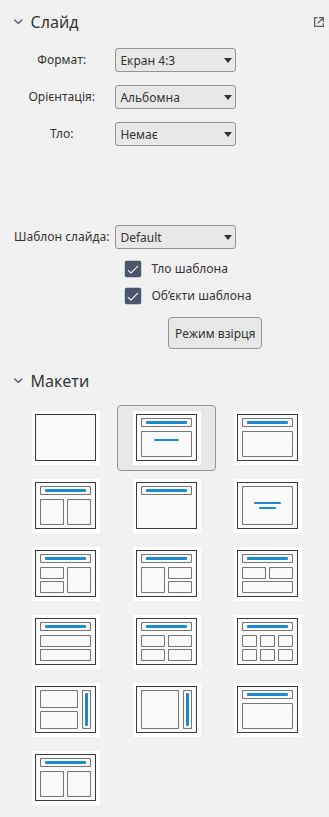 Слайд
Формат: Екран 4:3
Орієнтація: Альбомна
Тло: Немає
Шаблон слайда: Default
Тло шаблона
Об'єкти шаблона
Режим взірця
Макети